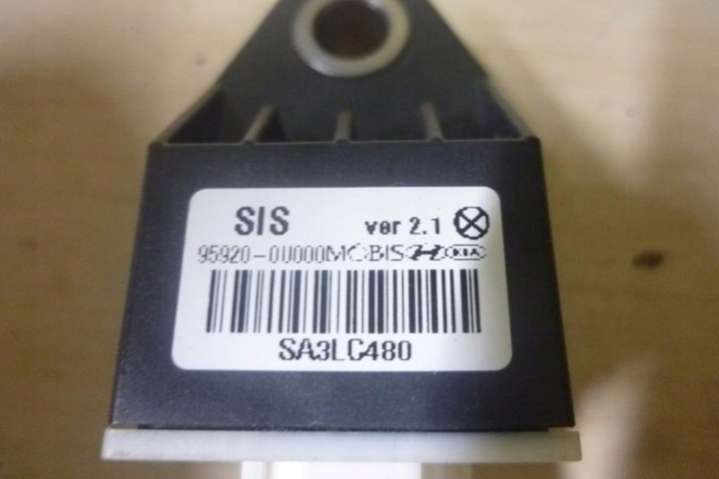 SIS ver 2.1
95920-0U000MOBIS KIA
SA3LC480